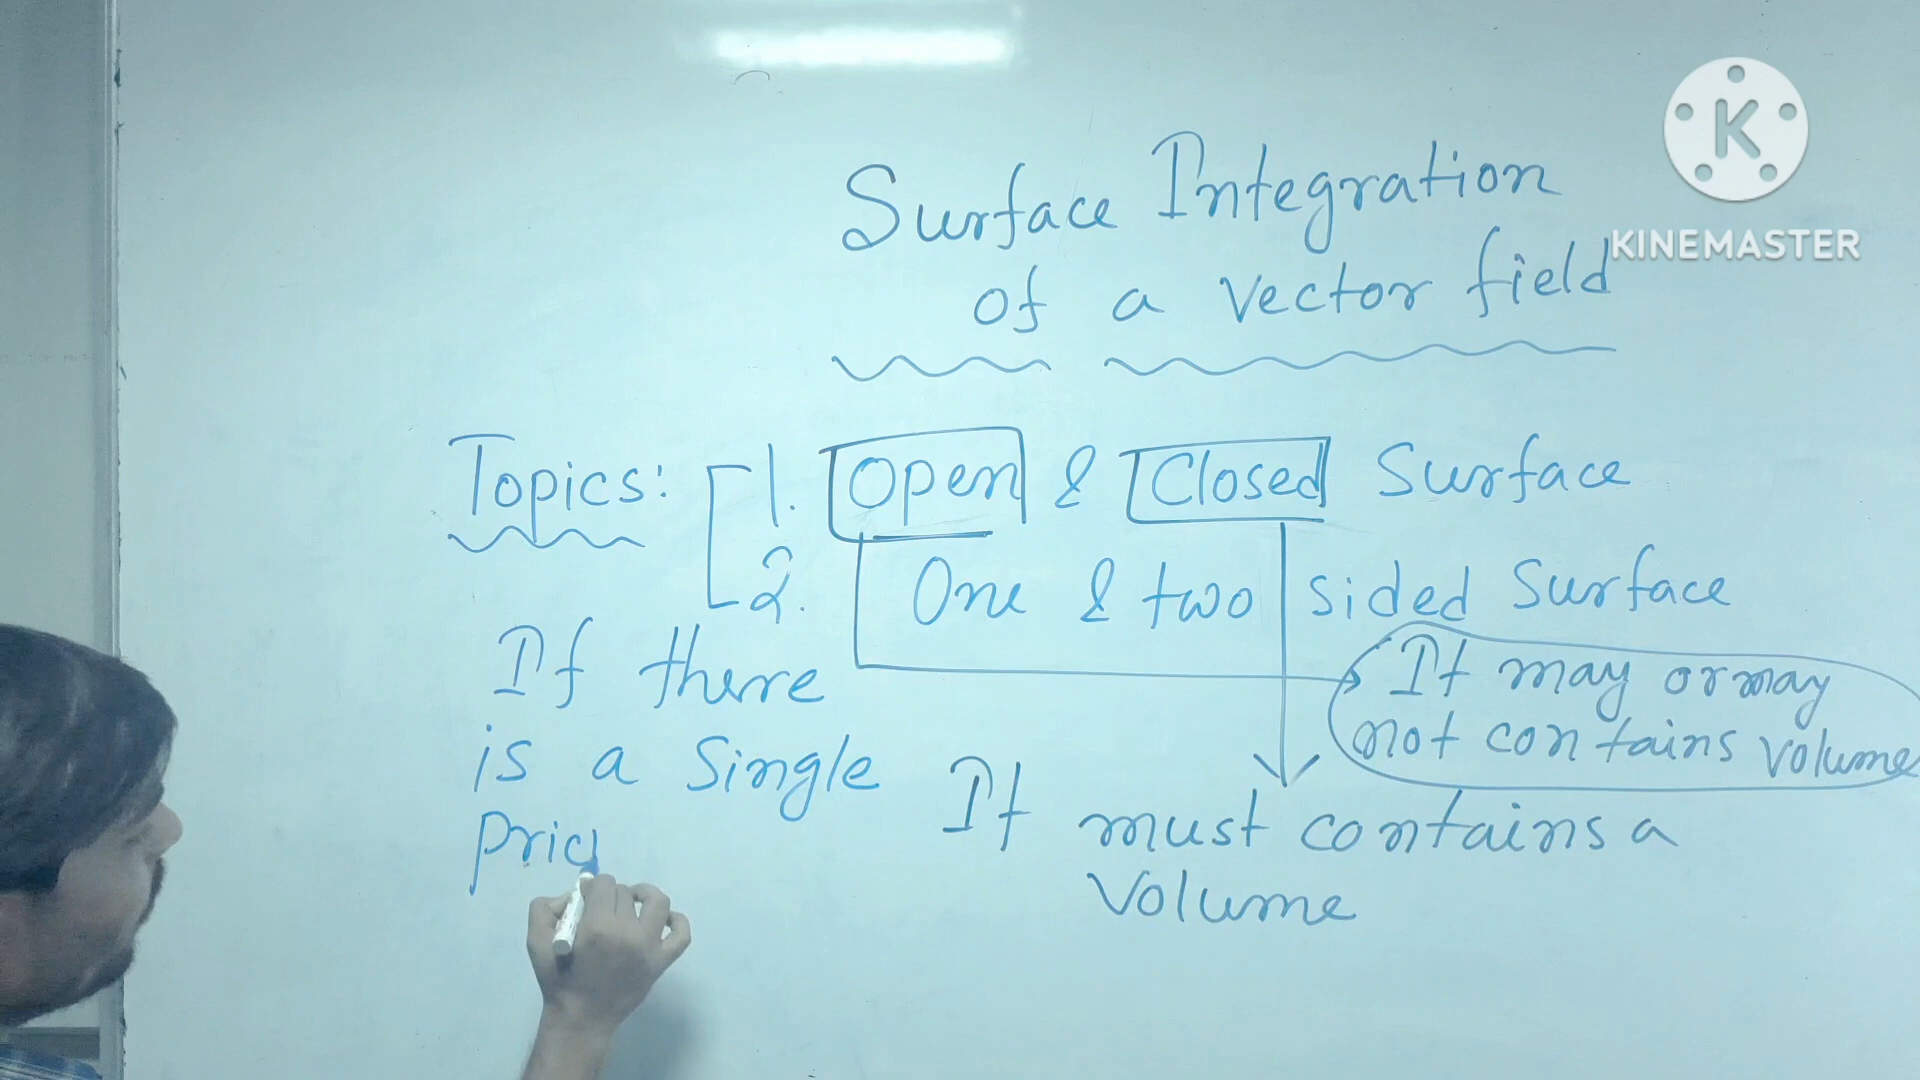 Surface Integration
of a vector field
KINEMASTER
Topics: 1. Open & Closed Surface
2. One & two sided Surface
If there
is a single
Pric
It may or may
not contains volume
It must contains a
Volume